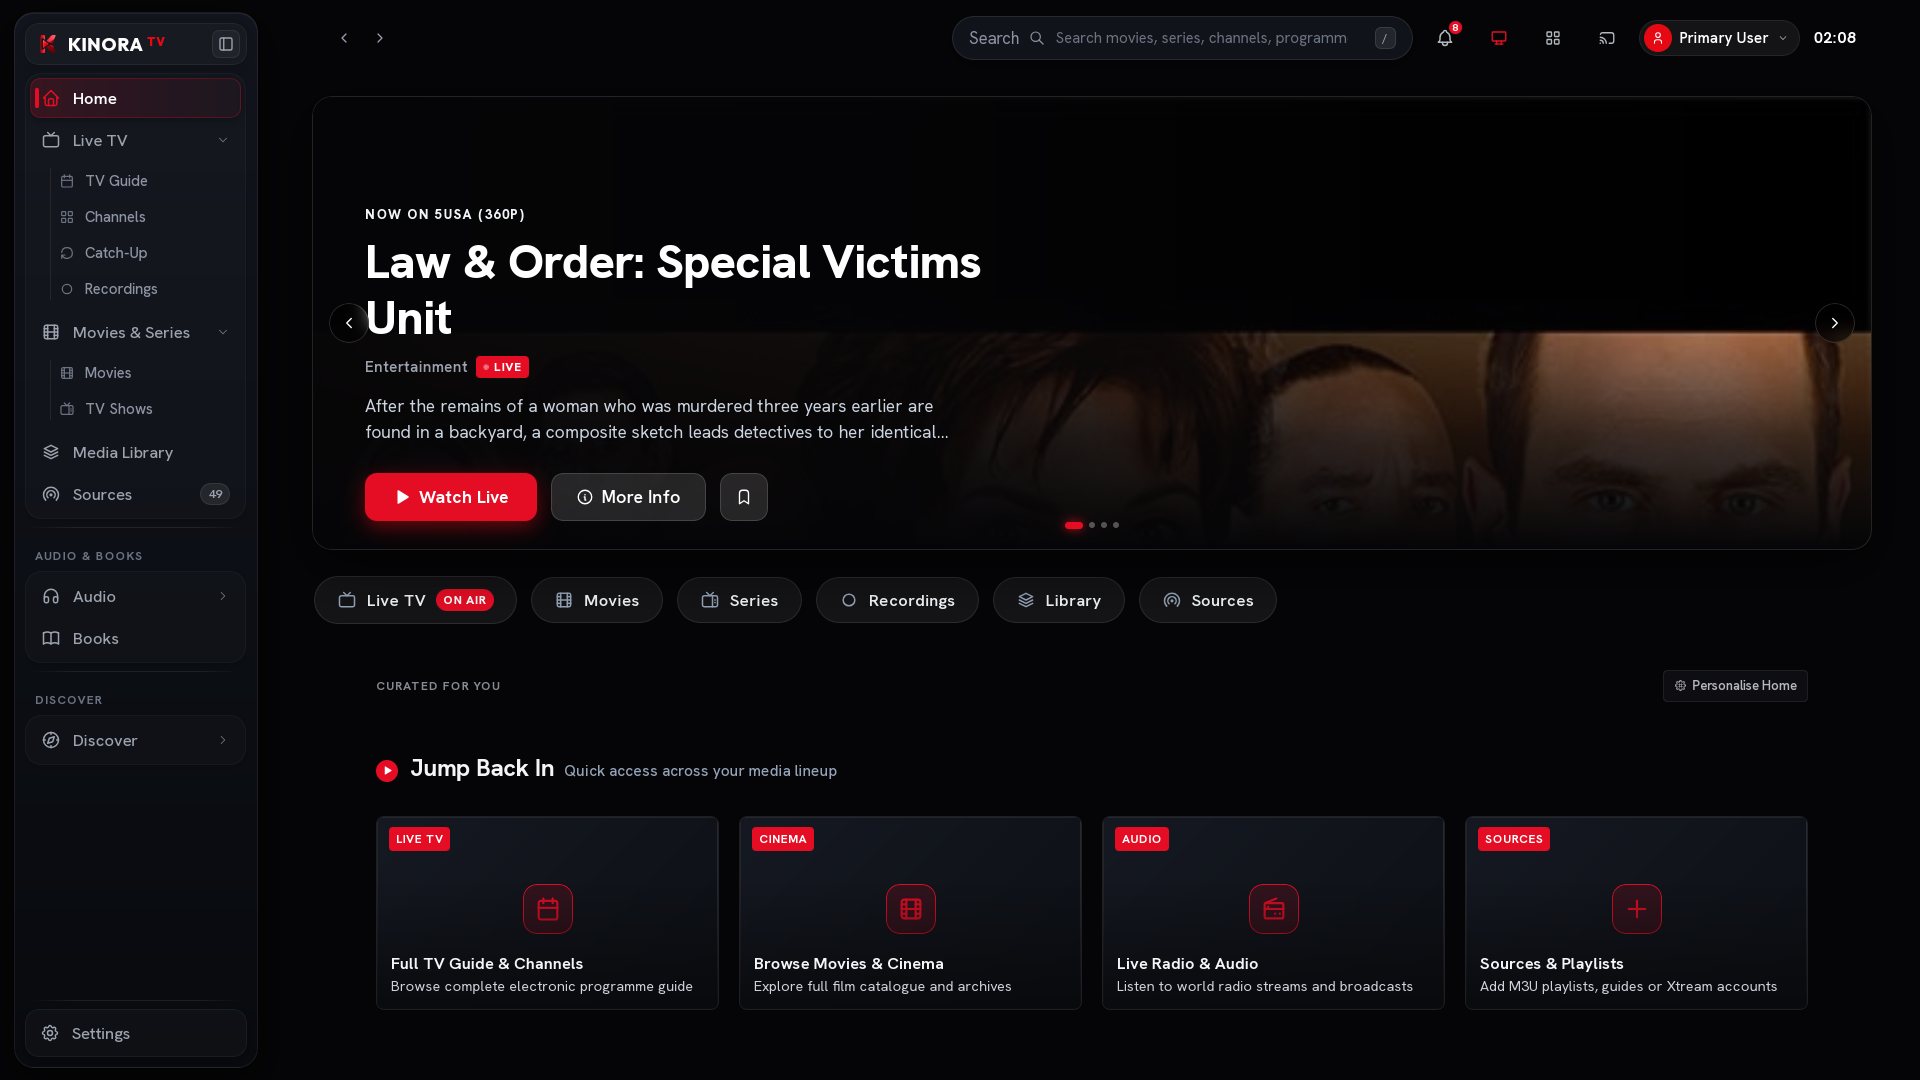 KINORA TV
Search
Search movies, series, channels, programm
/
8
Primary User
02:08
Home
Live TV
TV Guide
Channels
Catch-Up
Recordings
Movies & Series
Movies
TV Shows
Media Library
Sources
49
AUDIO & BOOKS
Audio
Books
DISCOVER
Discover
Settings
NOW ON 5USA (360P)
Law & Order: Special Victims
Unit
Entertainment
LIVE
After the remains of a woman who was murdered three years earlier are
found in a backyard, a composite sketch leads detectives to her identical...
Watch Live
More Info
Live TV
ON AIR
Movies
Series
Recordings
Library
Sources
CURATED FOR YOU
Personalise Home
Jump Back In
Quick access across your media lineup
LIVE TV
Full TV Guide & Channels
Browse complete electronic programme guide
CINEMA
Browse Movies & Cinema
Explore full film catalogue and archives
AUDIO
Live Radio & Audio
Listen to world radio streams and broadcasts
SOURCES
Sources & Playlists
Add M3U playlists, guides or Xtream accounts